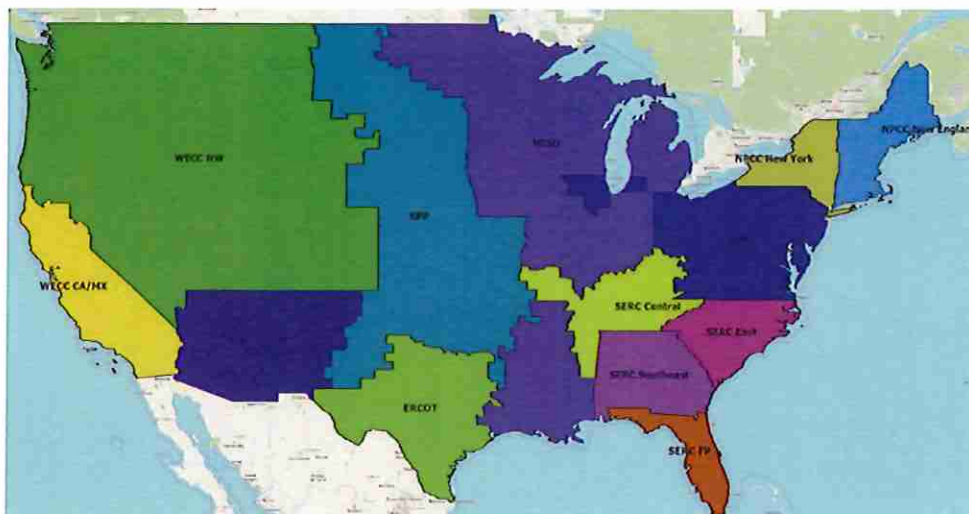 NPCC New England
WECC NW
MISO
NPCC New York
SPP
WECC CA/MX
SERC Central
SERC East
SERC Southeast
ERCOT
SERC FP